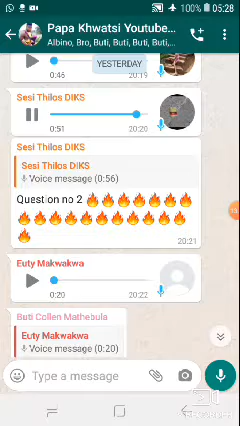 100% 05:28
Papa Khwatsi Youtube...
Albino, Bro, Buti, Buti, Buti, Buti,...
0:46 20:19
YESTERDAY
Sesi Thilos DIKS
0:51 20:20
Sesi Thilos DIKS
Sesi Thilos DIKS
Voice message (0:56)
Question no 2 🔥🔥🔥🔥🔥🔥🔥
🔥🔥🔥🔥🔥🔥🔥🔥🔥🔥🔥
🔥
20:21
Euty Makwakwa
0:20 20:22
Buti Collen Mathebula
Euty Makwakwa
Voice message (0:20)
Type a message